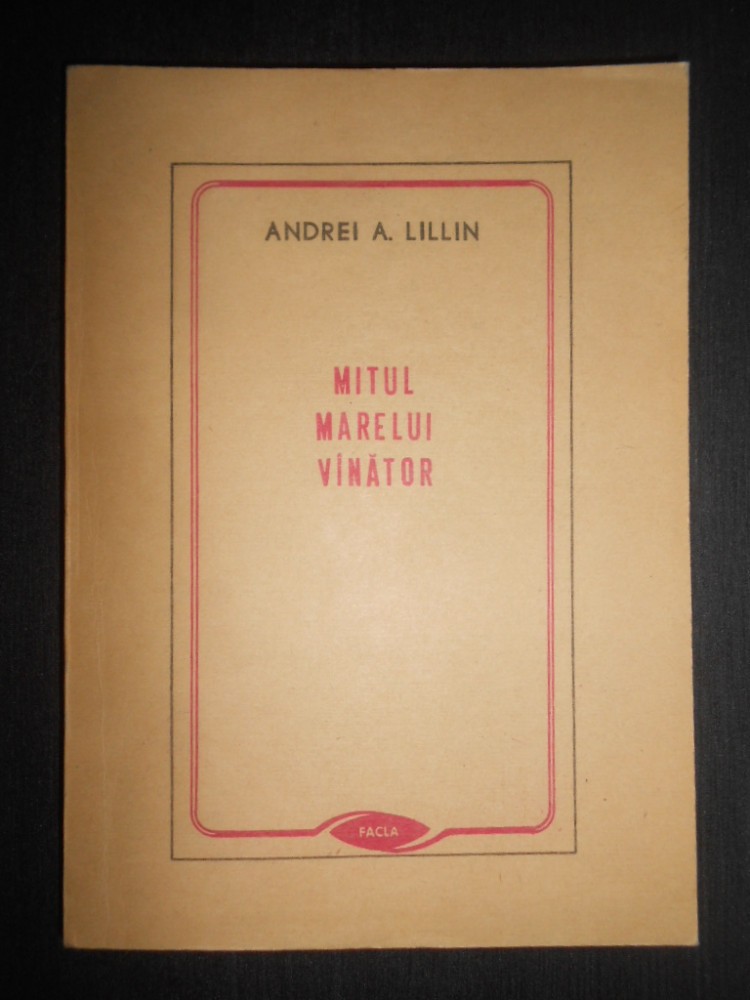 ANDREI A. LILLIN
MITUL
MARELUI
VÎNĂTOR
FACLA